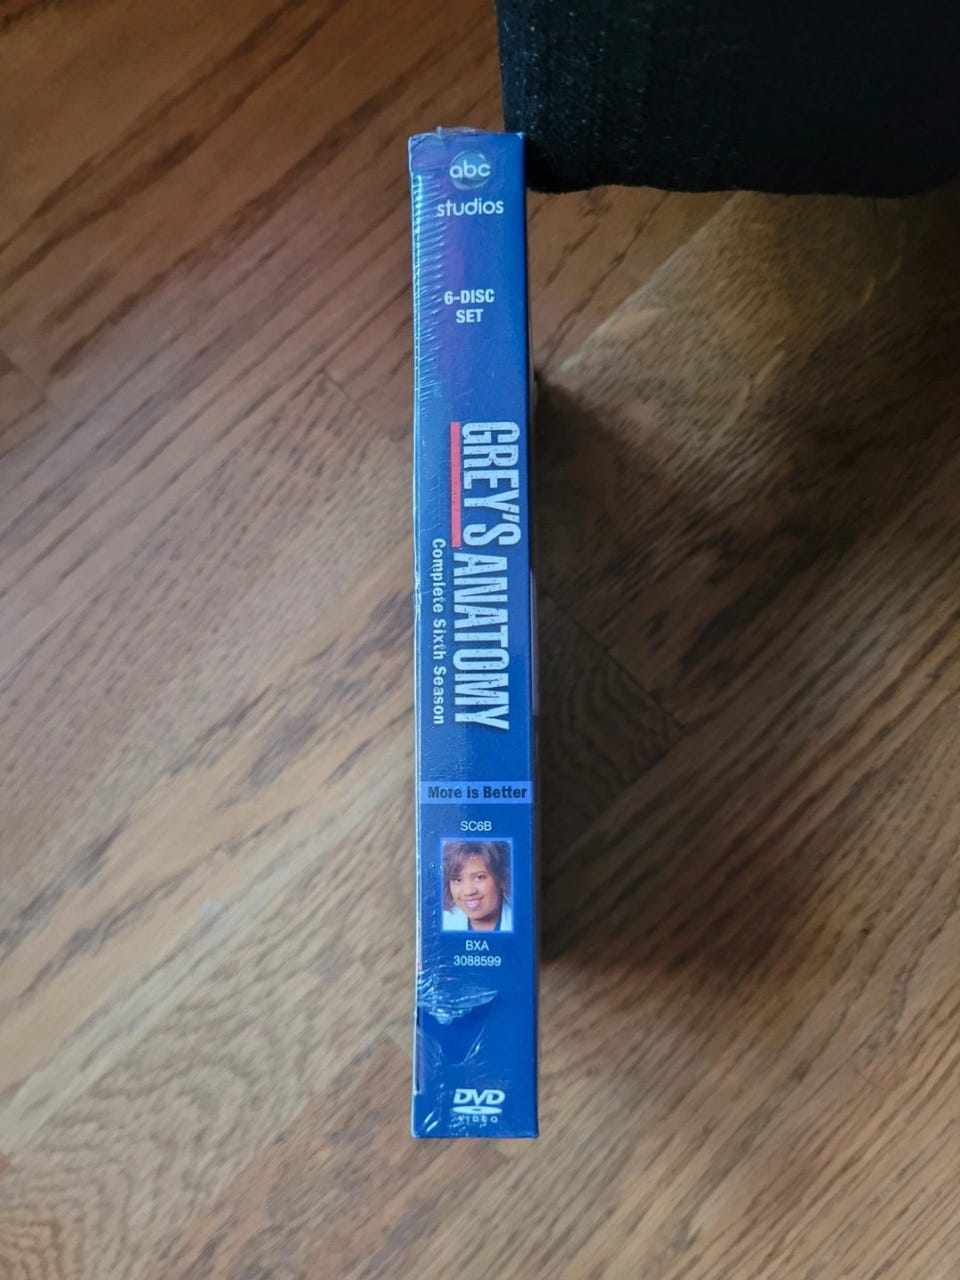 abc
studios
6-DISC
SET
GREY'S ANATOMY
Complete Sixth Season
More is Better
SC6B
BXA
3088599
DVD
VIDEO